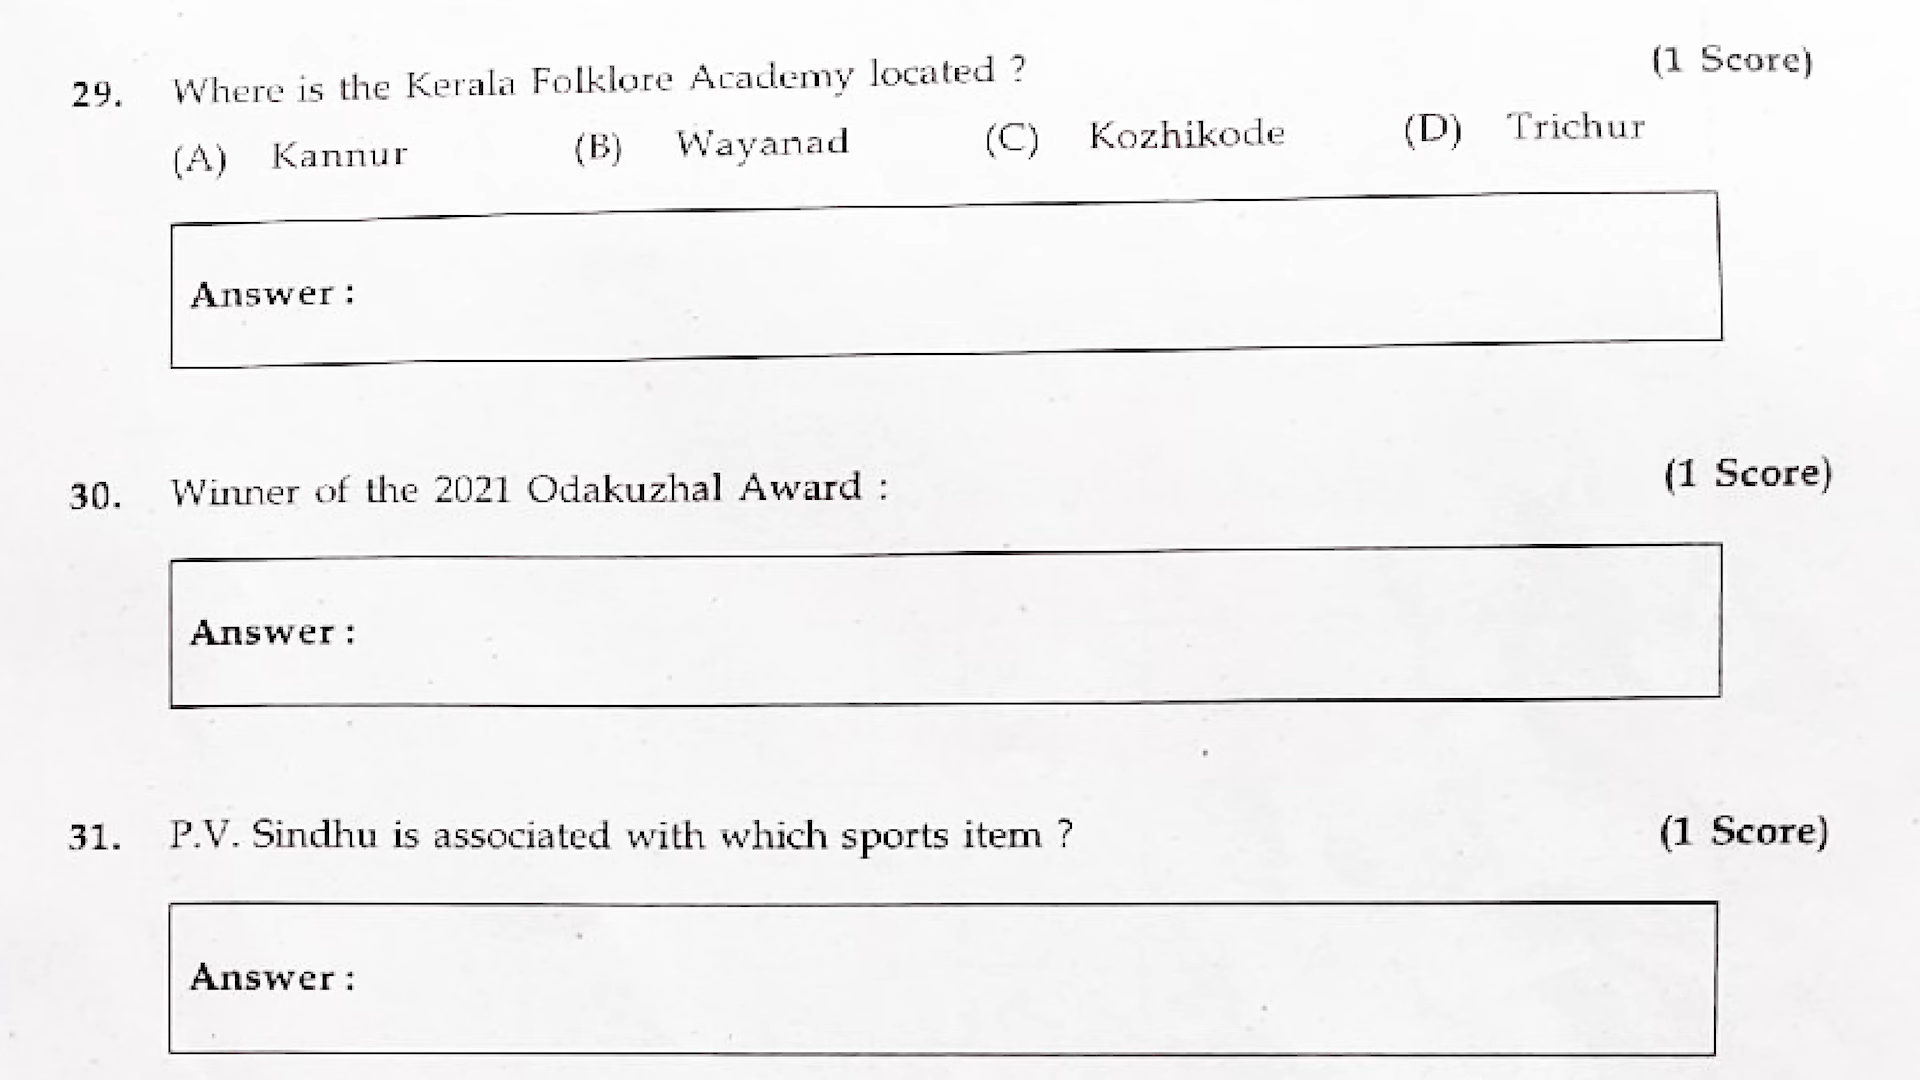 29. Where is the Kerala Folklore Academy located ? (1 Score)
(A) Kannur (B) Wayanad (C) Kozhikode (D) Trichur
Answer :
30. Winner of the 2021 Odakuzhal Award : (1 Score)
Answer :
31. P.V. Sindhu is associated with which sports item ? (1 Score)
Answer :